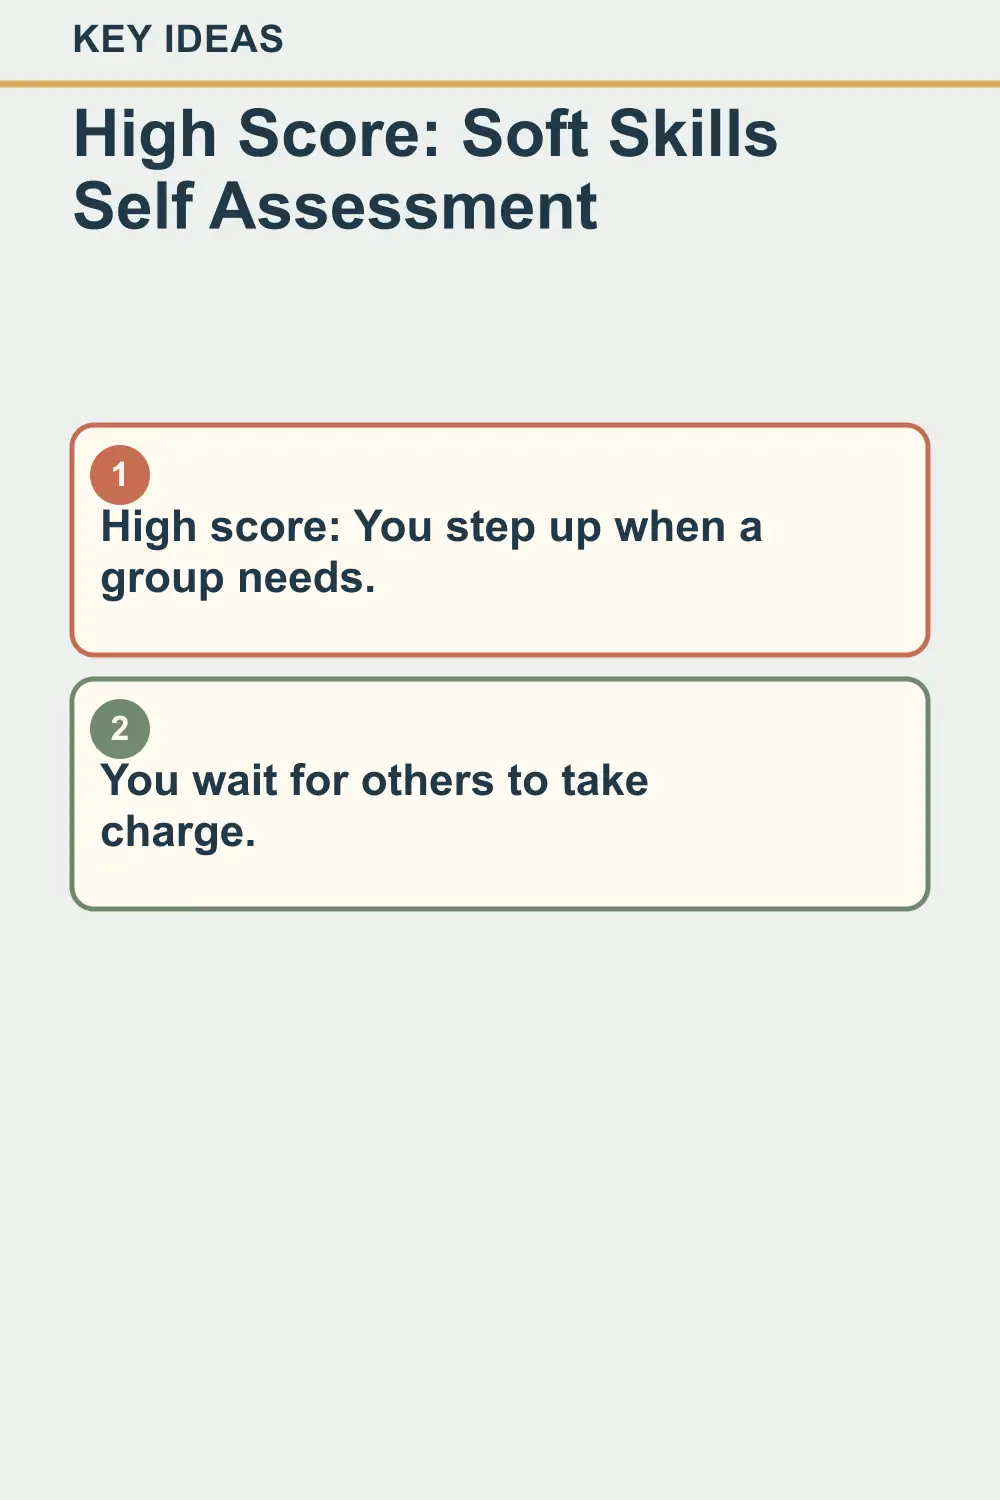 KEY IDEAS
High Score: Soft Skills
Self Assessment
1
High score: You step up when a
group needs.
2
You wait for others to take
charge.